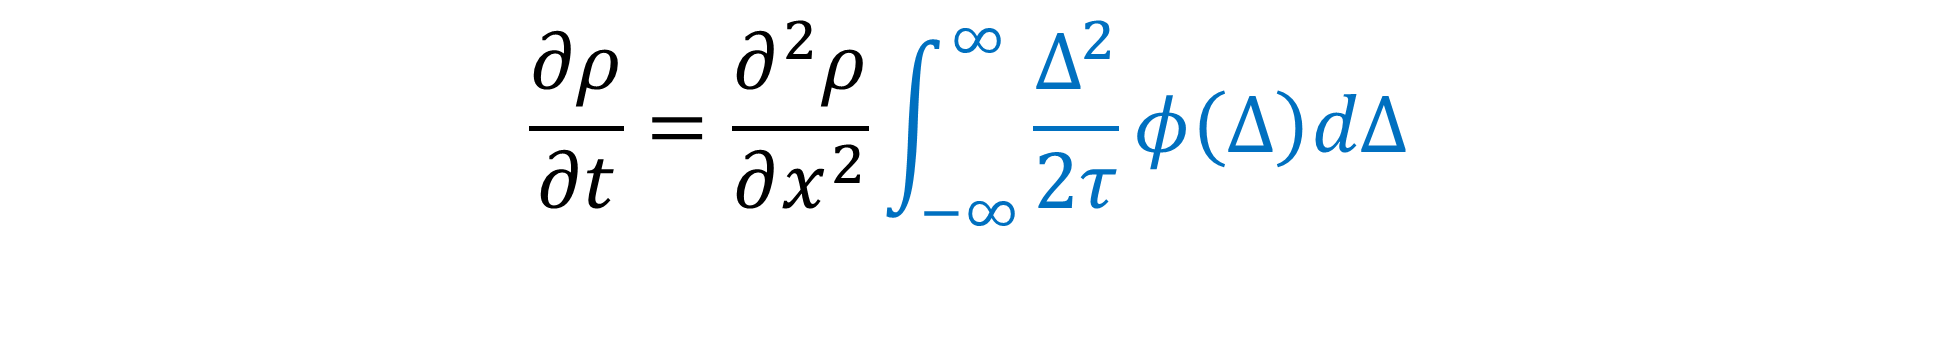 ∂ρ/∂t = ∂²ρ/∂x² ∫_{-∞}^{∞} Δ²/2τ ϕ(Δ)dΔ